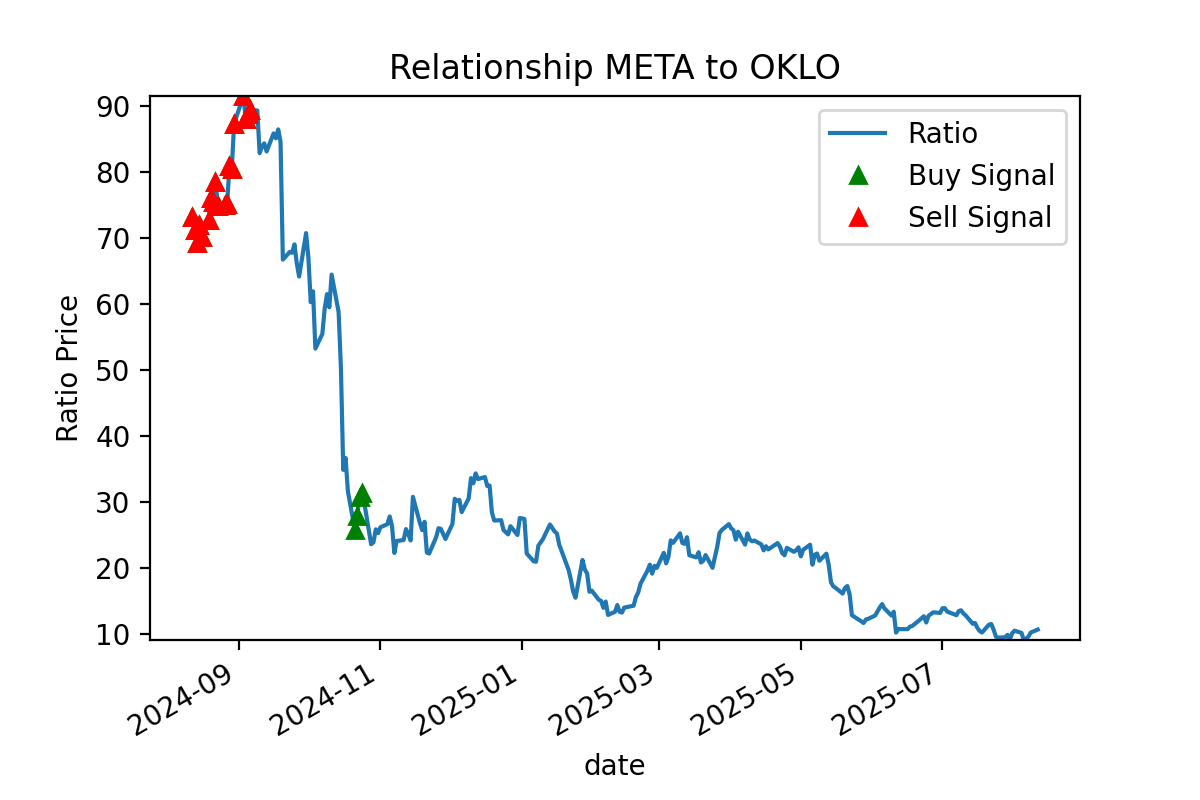 Relationship META to OKLO
Ratio
Buy Signal
Sell Signal
Ratio Price
90
80
70
60
50
40
30
20
10
2024-09
2024-11
2025-01
2025-03
2025-05
2025-07
date